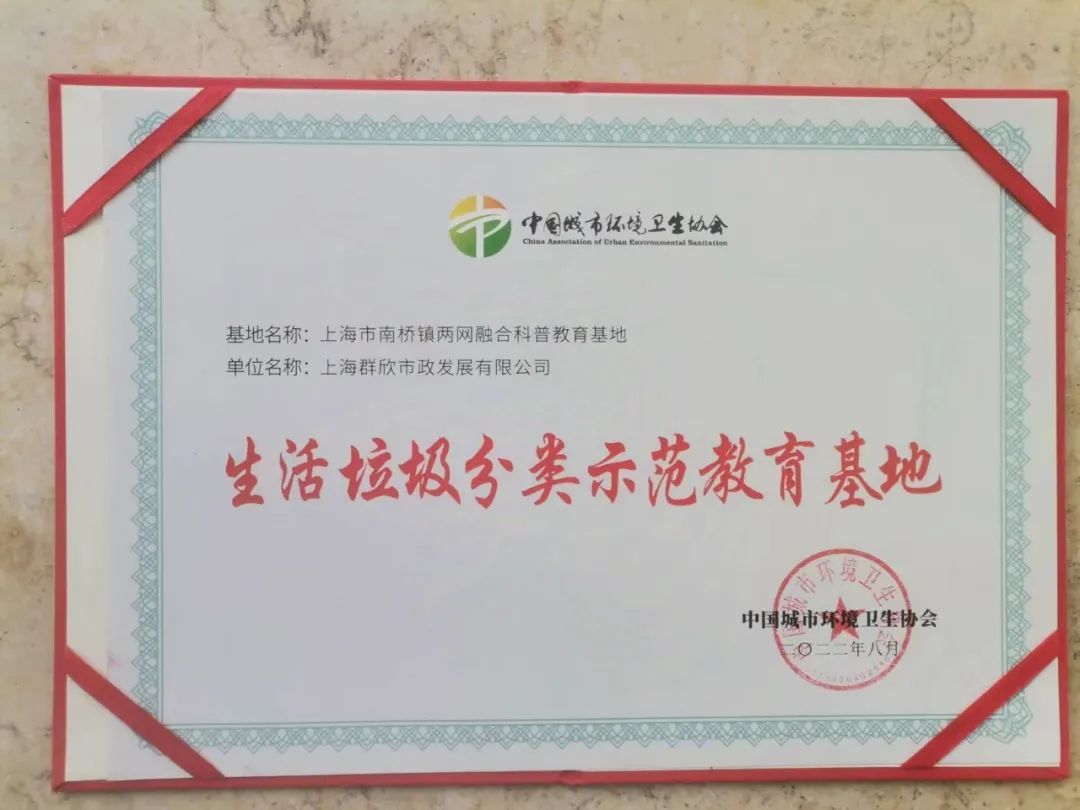 中国城市环境卫生协会
China Association of Urban Environmental Sanitation
基地名称：上海市南桥镇两网融合科普教育基地
单位名称：上海群欣市政发展有限公司
生活垃圾分类示范教育基地
中国城市环境卫生协会
二〇二二年八月